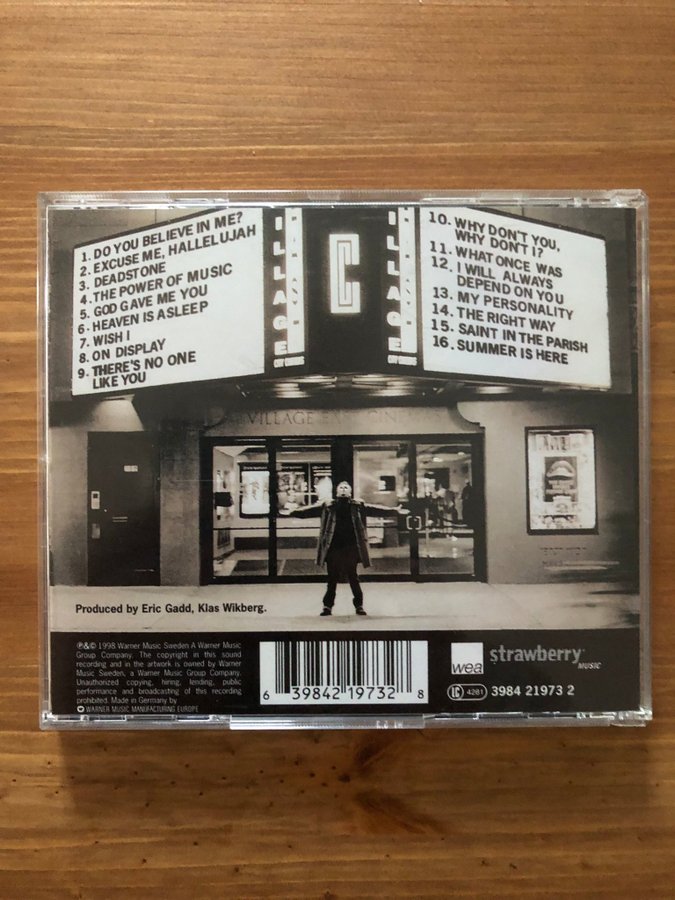 1. DO YOU BELIEVE IN ME?
2. EXCUSE ME, HALLELUJAH
3. DEADSTONE
4. THE POWER OF MUSIC
5. GOD GAVE ME YOU
6. HEAVEN IS ASLEEP
7. WISH I
8. ON DISPLAY
9. THERE'S NO ONE
LIKE YOU
ILLAGE
C
ILLAGE
10. WHY DON'T YOU,
WHY DON'T I?
11. WHAT ONCE WAS
12. I WILL ALWAYS
DEPEND ON YOU
13. MY PERSONALITY
14. THE RIGHT WAY
15. SAINT IN THE PARISH
16. SUMMER IS HERE
VILLAGE
Produced by Eric Gadd, Klas Wikberg.
℗&© 1998 Warner Music Sweden A Warner Music
Group Company. The copyright in this sound
recording and in the artwork is owned by Warner
Music Sweden, a Warner Music Group Company.
Unauthorized copying, hiring, lending, public
performance and broadcasting of this recording
prohibited. Made in Germany by
WARNER MUSIC MANUFACTURING EUROPE
6 39842 19732 8
wea
strawberry
MUSIC
LC 4281 3984 21973 2